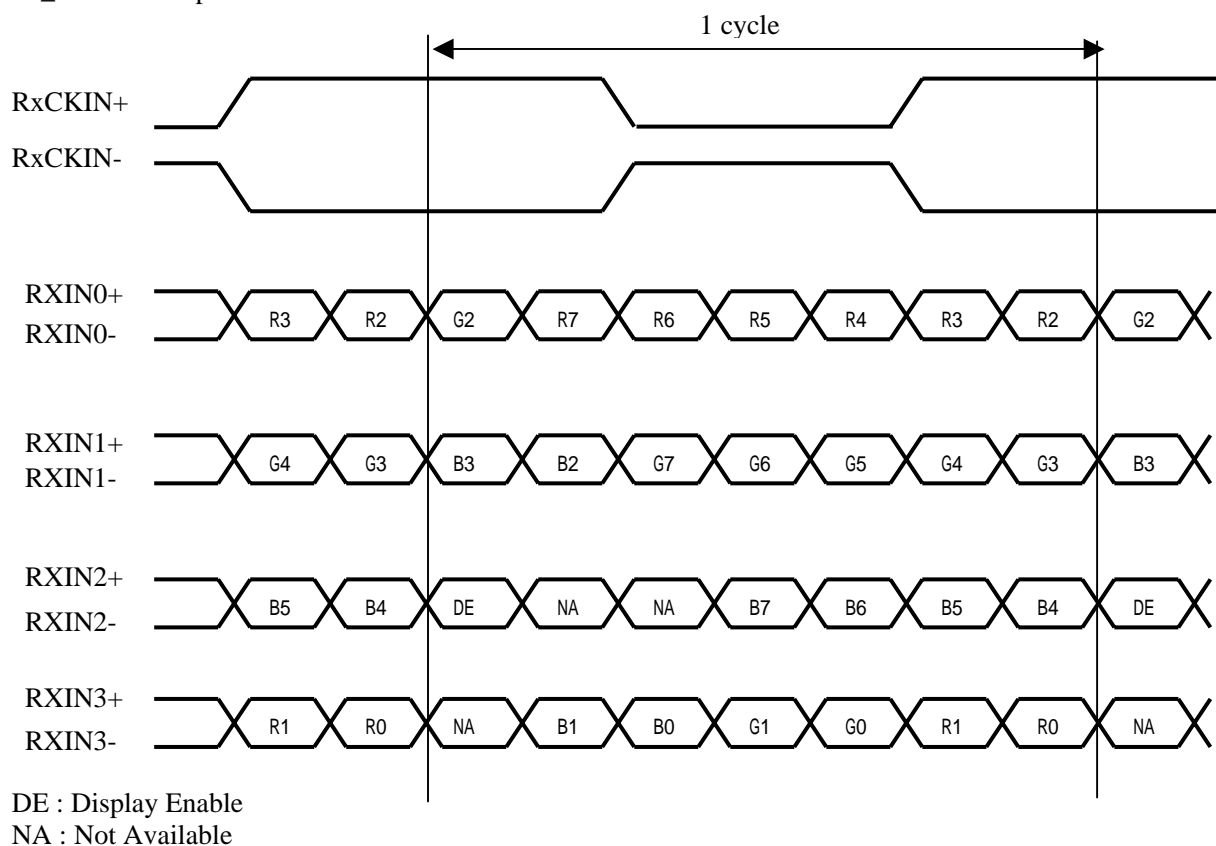 1 cycle
RxCKIN+
RxCKIN-
RXIN0+
RXIN0-
R3 R2 G2 R7 R6 R5 R4 R3 R2 G2
RXIN1+
RXIN1-
G4 G3 B3 B2 G7 G6 G5 G4 G3 B3
RXIN2+
RXIN2-
B5 B4 DE NA NA B7 B6 B5 B4 DE
RXIN3+
RXIN3-
R1 R0 NA B1 B0 G1 G0 R1 R0 NA
DE : Display Enable
NA : Not Available